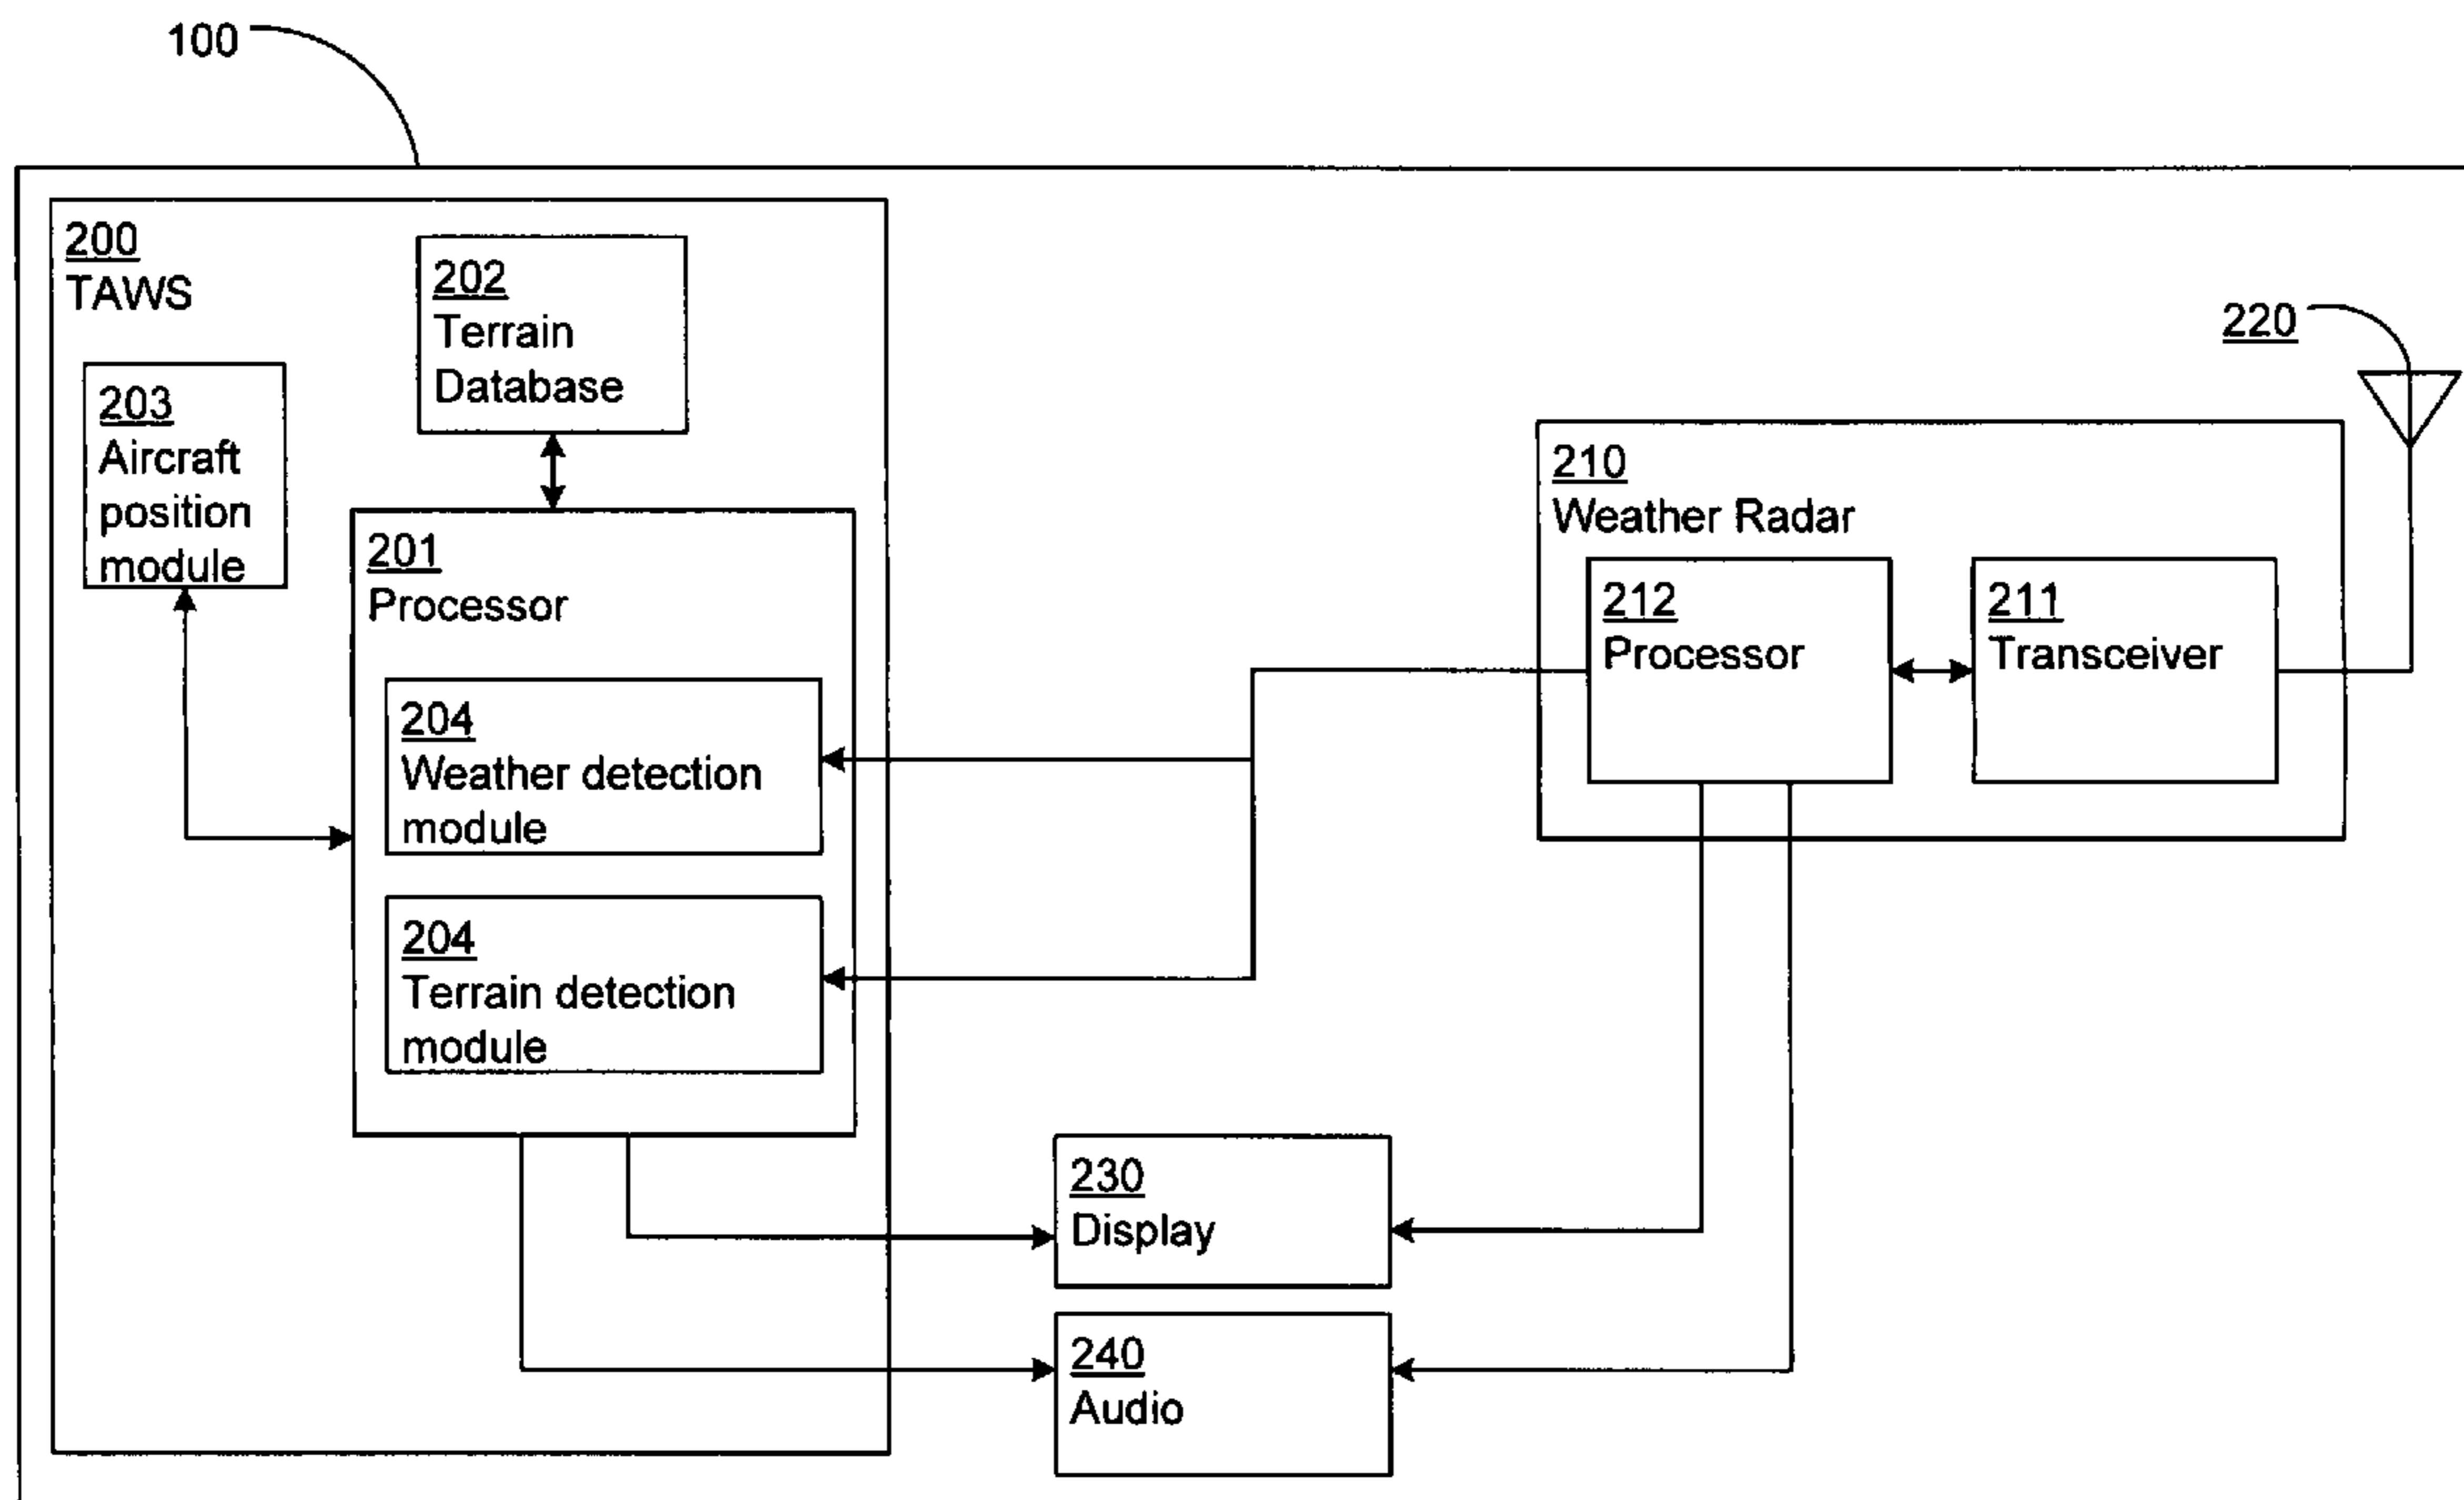 100
200
TAWS
202
Terrain
Database
203
Aircraft
position
module
201
Processor
204
Weather detection
module
204
Terrain detection
module
220
210
Weather Radar
212
Processor
211
Transceiver
230
Display
240
Audio